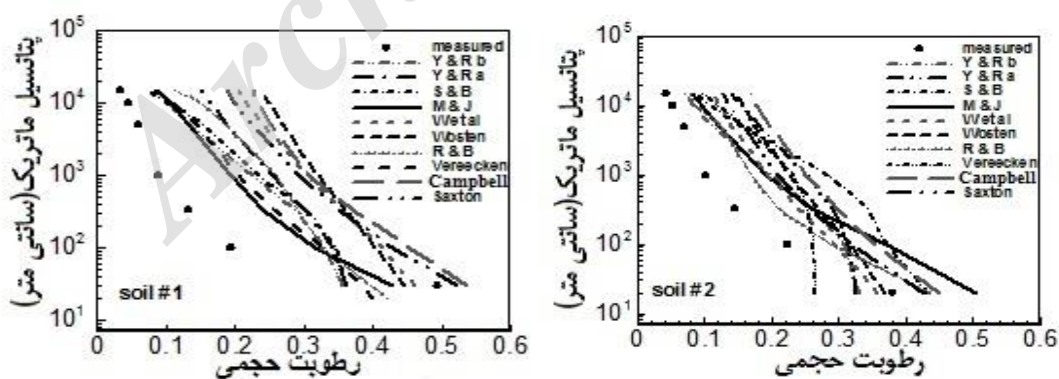 پتانسیل ماتریک (سانتی متر)
10^5
10^4
10^3
10^2
10^1
measured
Y & R b
Y & R a
S & B
M & J
Wetal
Wosten
R & B
Vereecken
Campbell
Saxton
soil #1
0 0.1 0.2 0.3 0.4 0.5 0.6
رطوبت حجمی
پتانسیل ماتریک (سانتی متر)
10^5
10^4
10^3
10^2
10^1
measured
Y & R b
Y & R a
S & B
M & J
Wetal
Wosten
R & B
Vereecken
Campbell
Saxton
soil #2
0 0.1 0.2 0.3 0.4 0.5 0.6
رطوبت حجمی